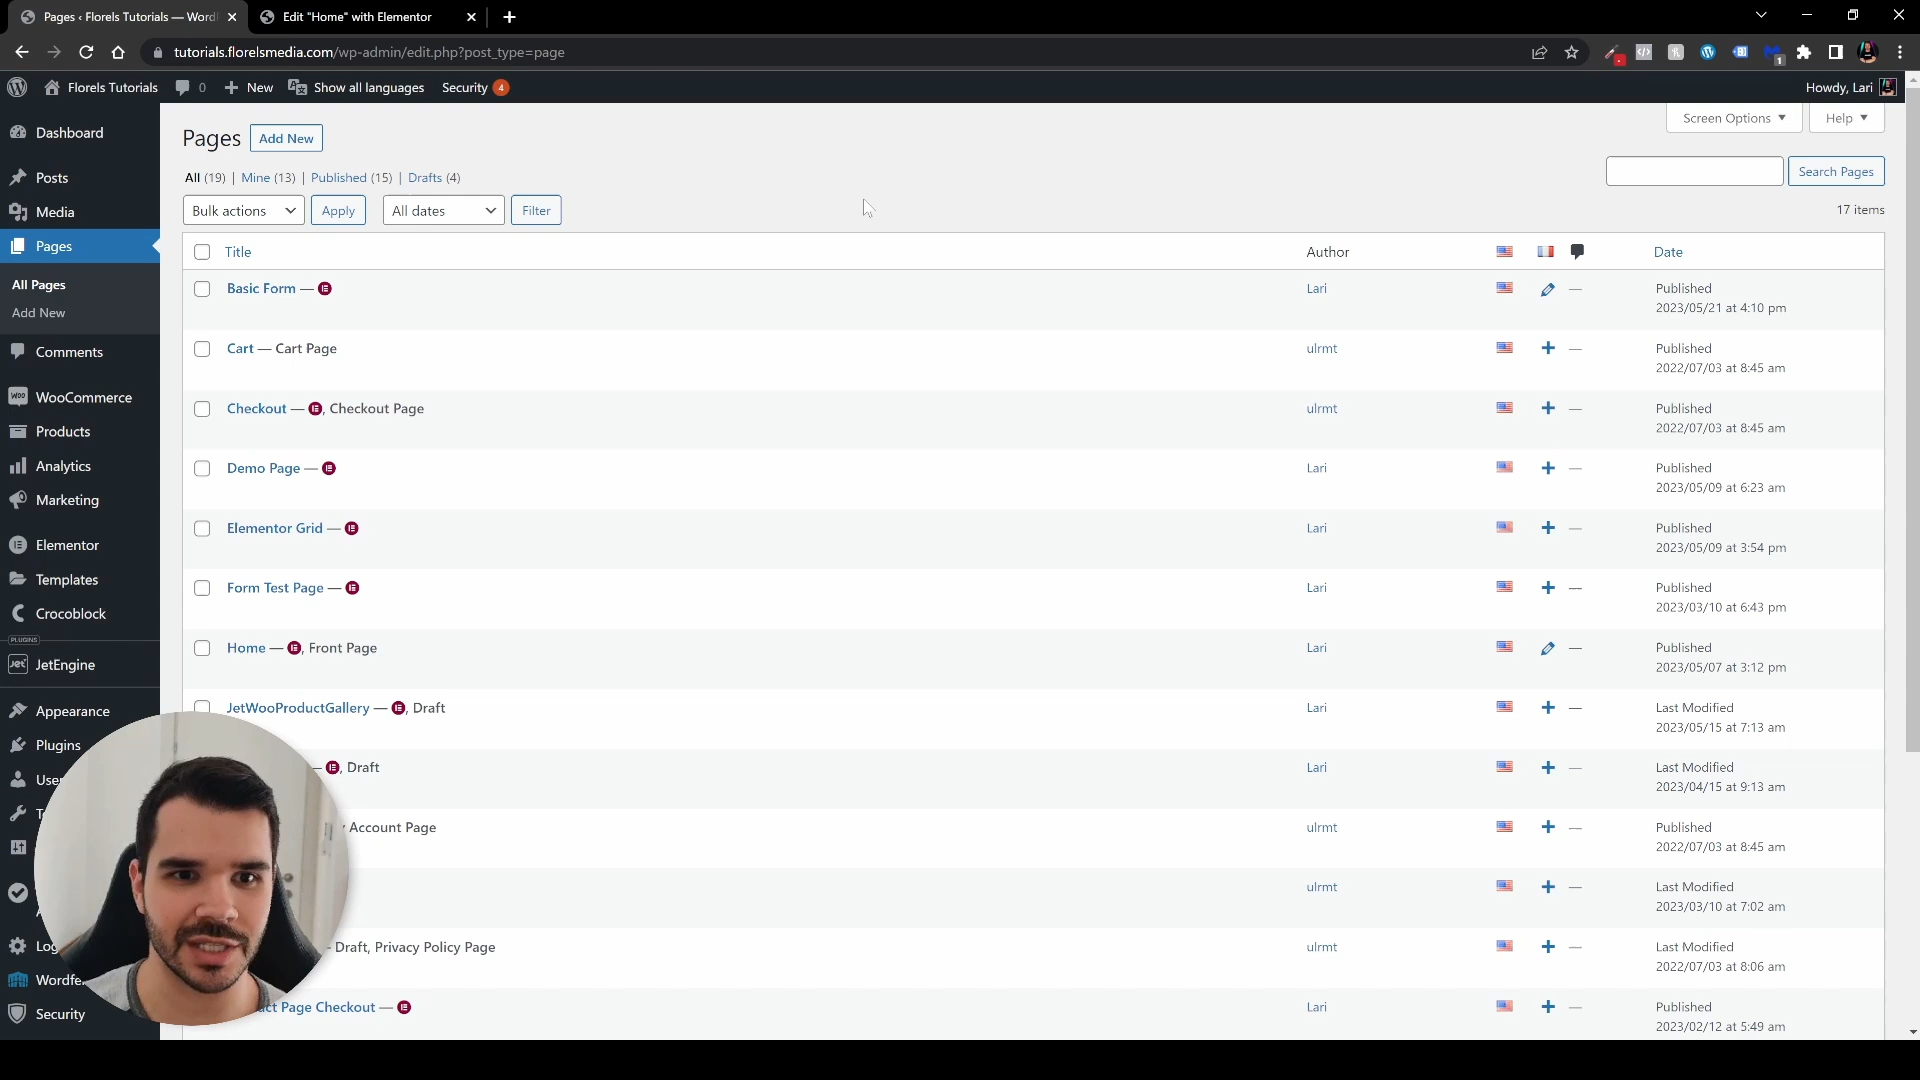 Pages ‹ Florels Tutorials — Word
Edit "Home" with Elementor
tutorials.florelsmedia.com/wp-admin/edit.php?post_type=page
1
Florels Tutorials
0
New
Show all languages
Security 4
Howdy, Lari
Dashboard
Posts
Media
Pages
All Pages
Add New
Comments
WooCommerce
Products
Analytics
Marketing
Elementor
Templates
Crocoblock
PLUGINS
JetEngine
Appearance
Plugins
Security
Pages
Add New
Screen Options
Help
All (19) | Mine (13) | Published (15) | Drafts (4)
Search Pages
Bulk actions
Apply
All dates
Filter
17 items
Title
Author
Date
Basic Form —
Lari
—
Published
2023/05/21 at 4:10 pm
Cart — Cart Page
ulrmt
—
Published
2022/07/03 at 8:45 am
Checkout — , Checkout Page
ulrmt
—
Published
2022/07/03 at 8:45 am
Demo Page —
Lari
—
Published
2023/05/09 at 6:23 am
Elementor Grid —
Lari
—
Published
2023/05/09 at 3:54 pm
Form Test Page —
Lari
—
Published
2023/03/10 at 6:43 pm
Home — , Front Page
Lari
—
Published
2023/05/07 at 3:12 pm
JetWooProductGallery — , Draft
Lari
—
Last Modified
2023/05/15 at 7:13 am
— , Draft
Lari
—
Last Modified
2023/04/15 at 9:13 am
Account Page
ulrmt
—
Published
2022/07/03 at 8:45 am
ulrmt
—
Last Modified
2023/03/10 at 7:02 am
Draft, Privacy Policy Page
ulrmt
—
Last Modified
2022/07/03 at 8:06 am
Page Checkout —
Lari
—
Published
2023/02/12 at 5:49 am